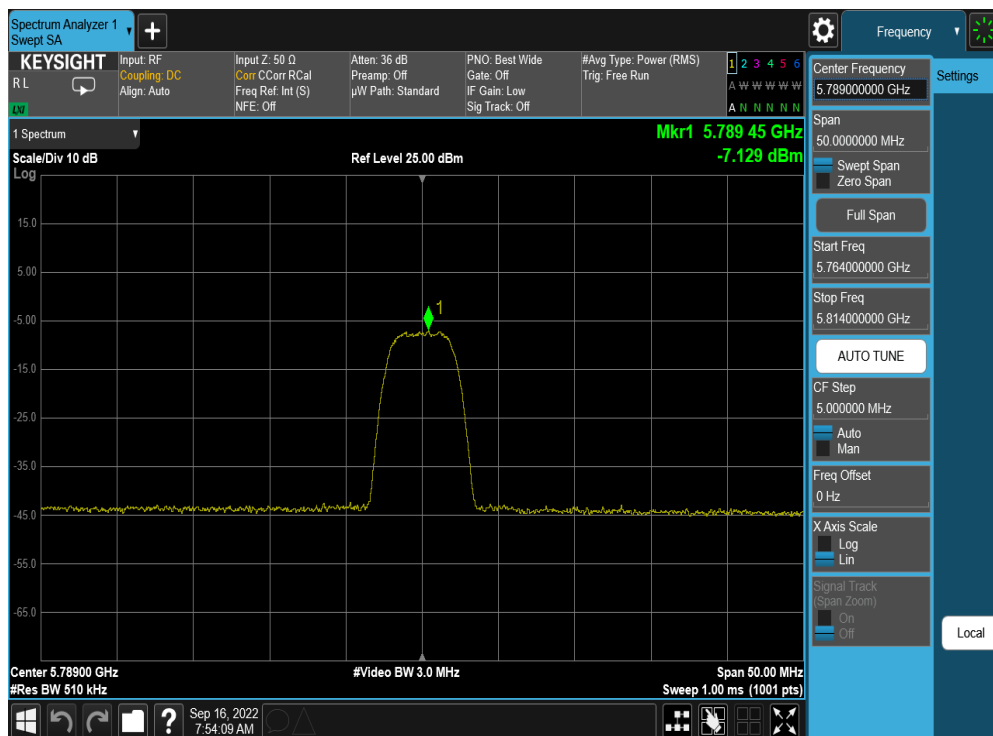 Spectrum Analyzer 1
Swept SA
Frequency
KEYSIGHT
R L
LXI
Input: RF
Coupling: DC
Align: Auto
Input Z: 50 Ω
Corr CCorr RCal
Freq Ref: Int (S)
NFE: Off
Atten: 36 dB
Preamp: Off
µW Path: Standard
PNO: Best Wide
Gate: Off
IF Gain: Low
Sig Track: Off
#Avg Type: Power (RMS)
Trig: Free Run
1 2 3 4 5 6
A W W W W W
A N N N N N
1 Spectrum
Scale/Div 10 dB
Log
Ref Level 25.00 dBm
Mkr1 5.789 45 GHz
-7.129 dBm
15.0
5.00
-5.00
-15.0
-25.0
-35.0
-45.0
-55.0
-65.0
1
Center 5.78900 GHz
#Video BW 3.0 MHz
Span 50.00 MHz
#Res BW 510 kHz
Sweep 1.00 ms (1001 pts)
Center Frequency
5.789000000 GHz
Settings
Span
50.0000000 MHz
Swept Span
Zero Span
Full Span
Start Freq
5.764000000 GHz
Stop Freq
5.814000000 GHz
AUTO TUNE
CF Step
5.000000 MHz
Auto
Man
Freq Offset
0 Hz
X Axis Scale
Log
Lin
Signal Track
(Span Zoom)
On
Off
Local
?
Sep 16, 2022
7:54:09 AM